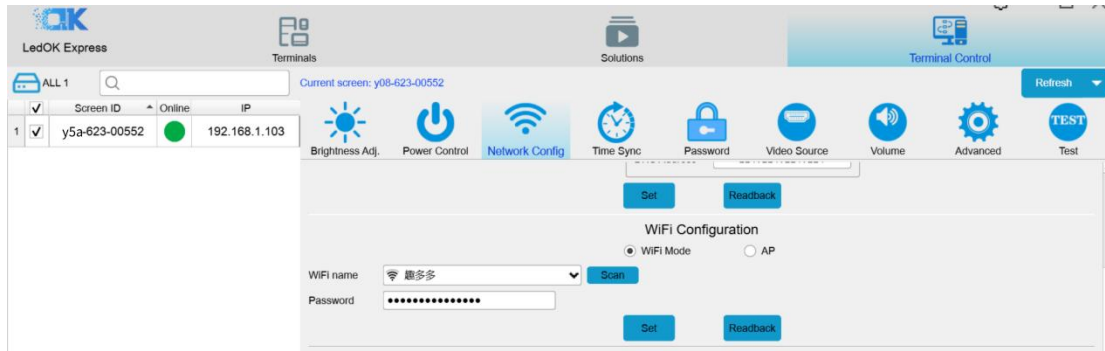 OK
LedOK Express
Terminals
Solutions
Terminal Control
ALL 1
Current screen: y08-623-00552
Refresh
Screen ID Online IP
1 y5a-623-00552 192.168.1.103
Brightness Adj. Power Control Network Config Time Sync Password Video Source Volume Advanced Test
TEST
Set Readback
WiFi Configuration
WiFi Mode AP
WiFi name 趣多多 Scan
Password •••••••••••••••
Set Readback